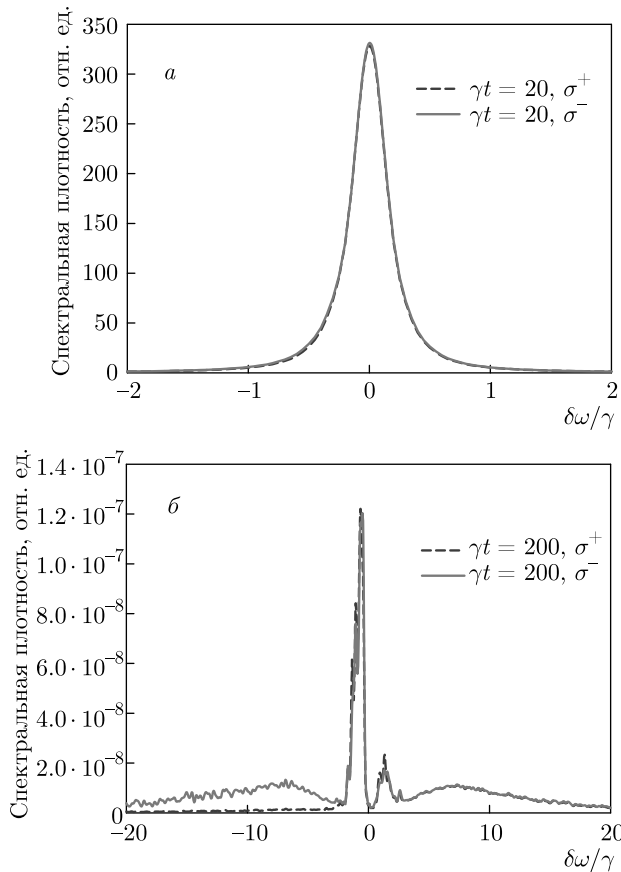 Спектральная плотность, отн. ед.
350
300
250
200
150
100
50
0
а
γt = 20, σ⁺
γt = 20, σ⁻
−2
−1
0
1
2
δω/γ
Спектральная плотность, отн. ед.
1.4 · 10⁻⁷
1.2 · 10⁻⁷
1.0 · 10⁻⁷
8.0 · 10⁻⁸
6.0 · 10⁻⁸
4.0 · 10⁻⁸
2.0 · 10⁻⁸
0
б
γt = 200, σ⁺
γt = 200, σ⁻
−20
−10
0
10
20
δω/γ